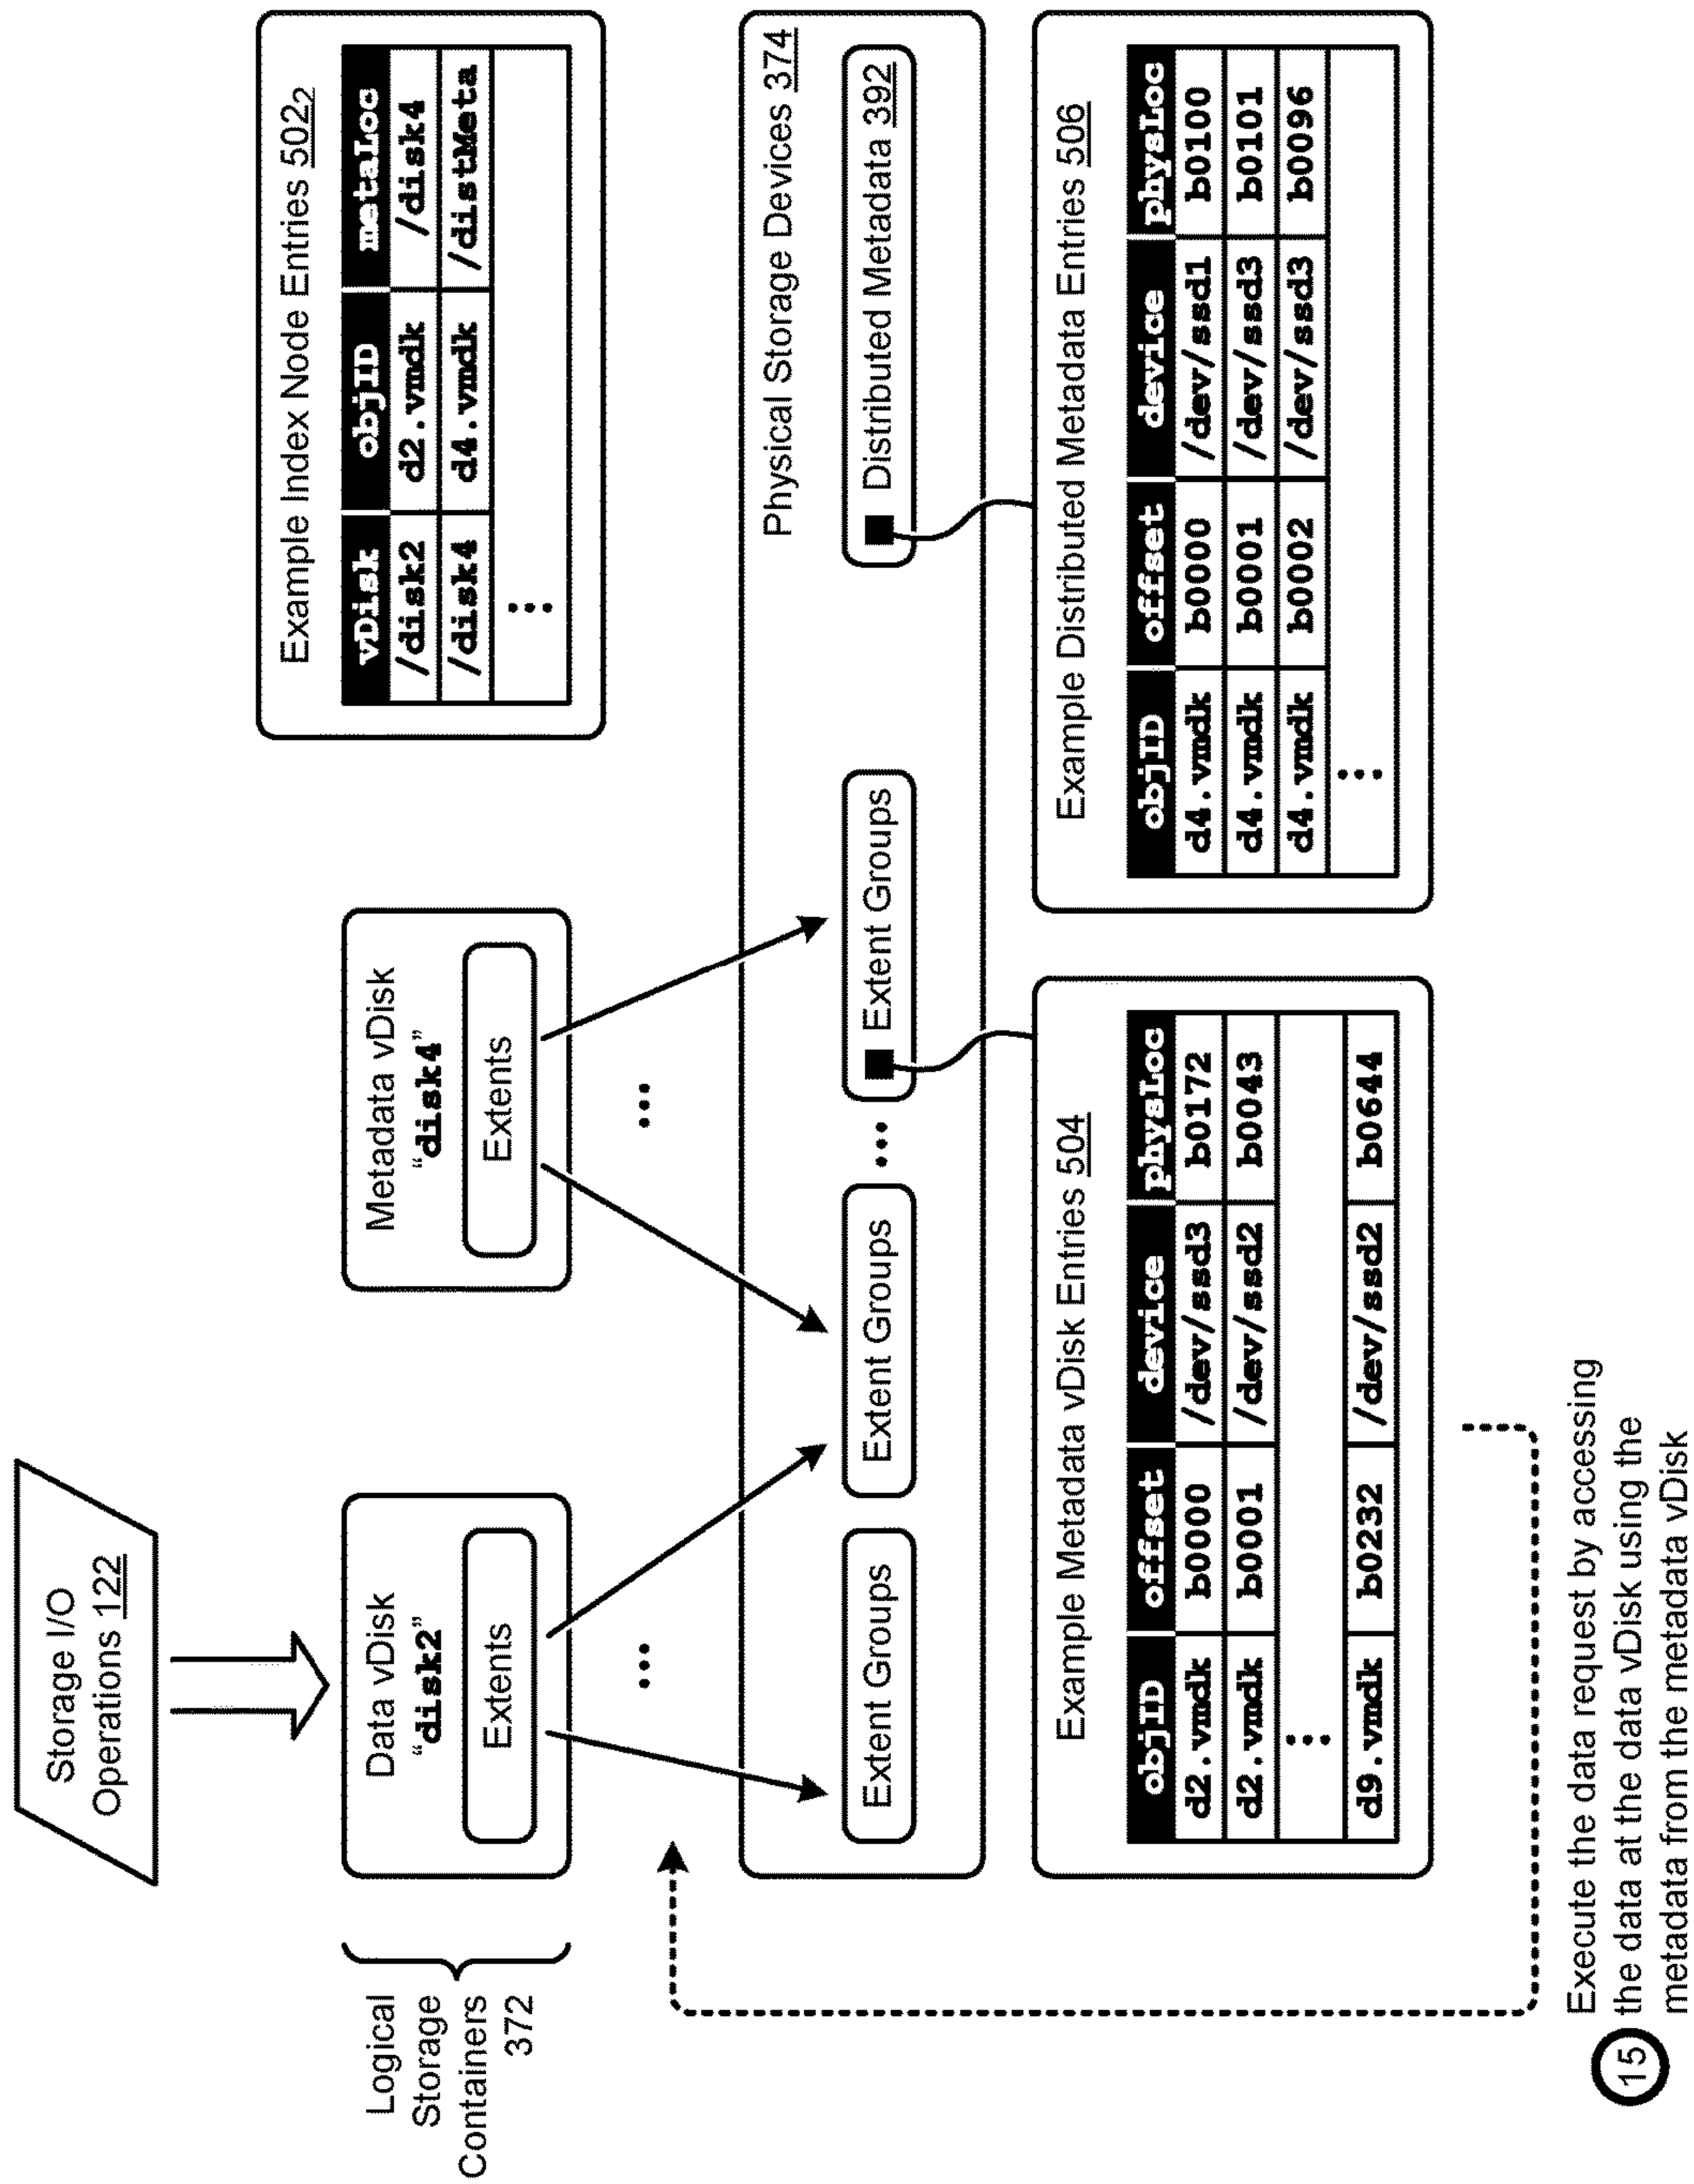 Storage I/O
Operations 122
Logical
Storage
Containers
372
Data vDisk
“disk2”
Extents
...
Metadata vDisk
“disk4”
Extents
...
Example Index Node Entries 502₂
vDisk objID metaLoc
/disk2 d2.vmdk /disk4
/disk4 d4.vmdk /distMeta
...
Physical Storage Devices 374
Extent Groups
Extent Groups
...
Extent Groups
Distributed Metadata 392
Example Metadata vDisk Entries 504
objID offset device physLoc
d2.vmdk b0000 /dev/ssd3 b0172
d2.vmdk b0001 /dev/ssd2 b0043
...
d9.vmdk b0232 /dev/ssd2 b0644
Example Distributed Metadata Entries 506
objID offset device physLoc
d4.vmdk b0000 /dev/ssd1 b0100
d4.vmdk b0001 /dev/ssd3 b0101
d4.vmdk b0002 /dev/ssd3 b0096
...
15
Execute the data request by accessing
the data at the data vDisk using the
metadata from the metadata vDisk